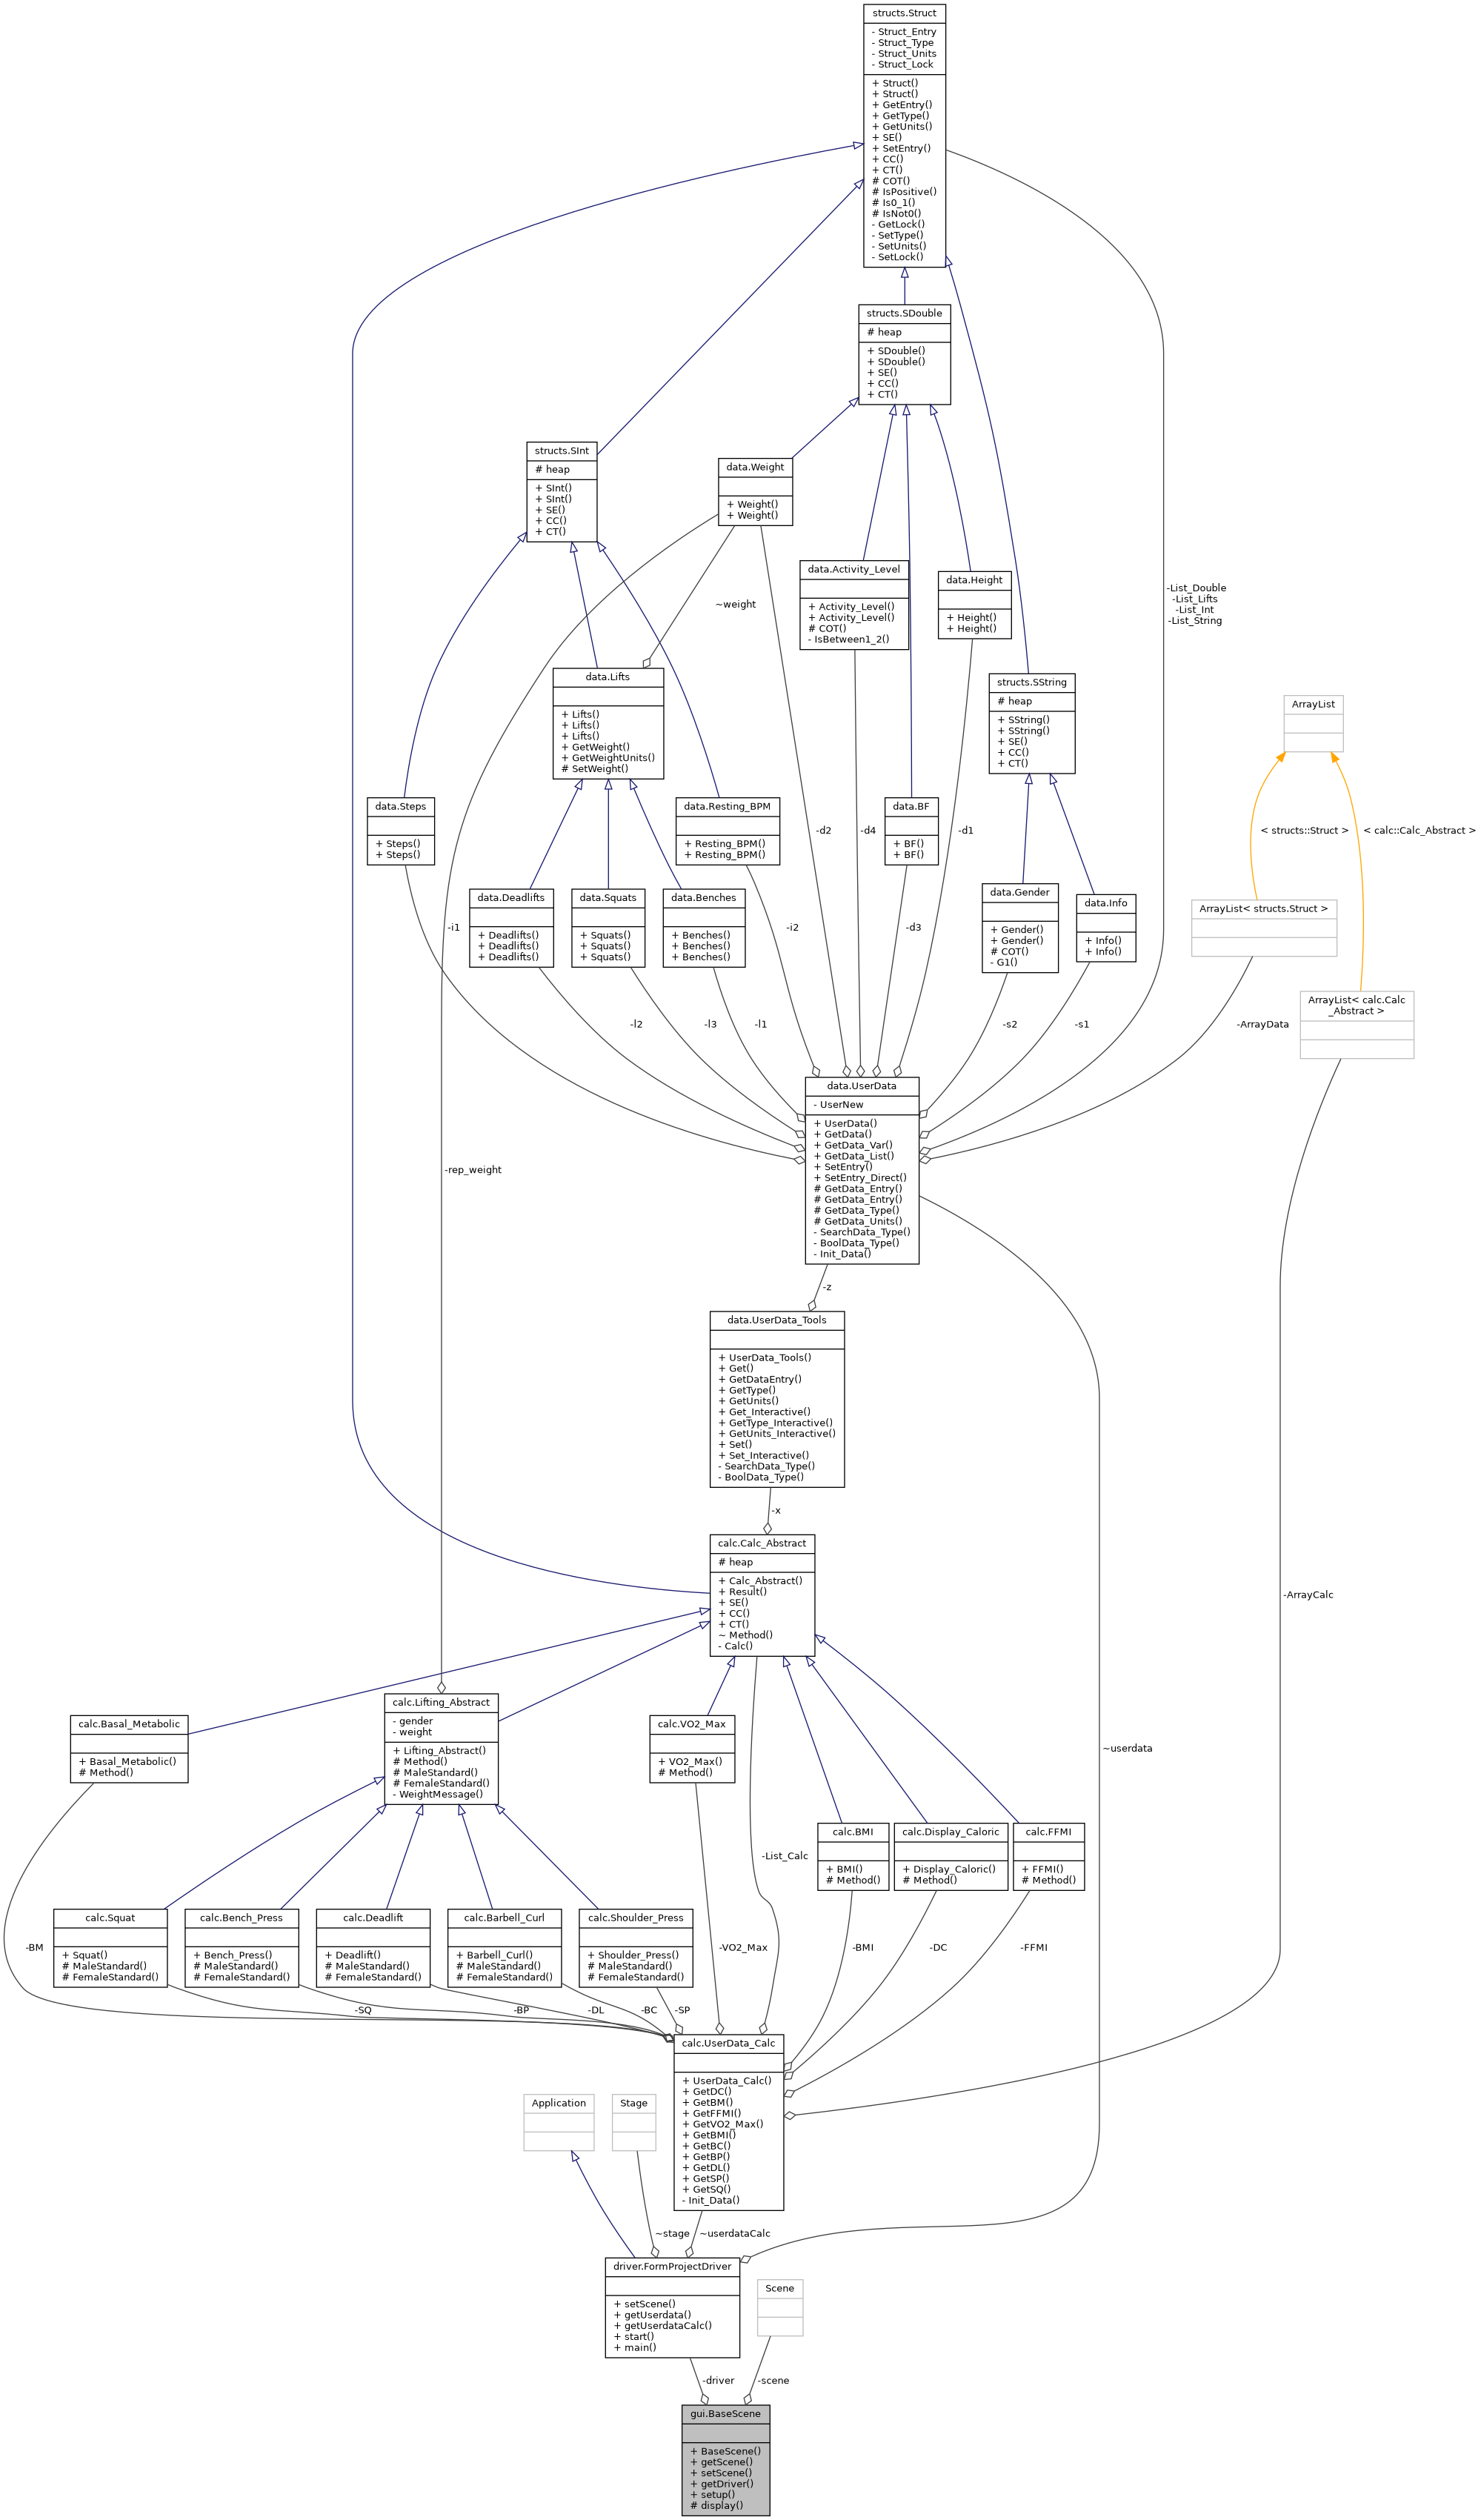 structs.Struct
- Struct_Entry
- Struct_Type
- Struct_Units
- Struct_Lock
+ Struct()
+ Struct()
+ GetEntry()
+ GetType()
+ GetUnits()
+ SE()
+ SetEntry()
+ CC()
+ CT()
# COT()
# IsPositive()
# Is0_1()
# IsNot0()
- GetLock()
- SetType()
- SetUnits()
- SetLock()
structs.SDouble
# heap
+ SDouble()
+ SDouble()
+ SE()
+ CC()
+ CT()
structs.SInt
# heap
+ SInt()
+ SInt()
+ SE()
+ CC()
+ CT()
data.Weight
+ Weight()
+ Weight()
data.Activity_Level
+ Activity_Level()
+ Activity_Level()
# COT()
- IsBetween1_2()
data.Height
+ Height()
+ Height()
-List_Double
-List_Lifts
-List_Int
-List_String
~weight
data.Lifts
+ Lifts()
+ Lifts()
+ Lifts()
+ GetWeight()
+ GetWeightUnits()
# SetWeight()
structs.SString
# heap
+ SString()
+ SString()
+ SE()
+ CC()
+ CT()
ArrayList
data.Steps
+ Steps()
+ Steps()
data.Resting_BPM
+ Resting_BPM()
+ Resting_BPM()
-d2
-d4
data.BF
+ BF()
+ BF()
-d1
< structs::Struct >
< calc::Calc_Abstract >
data.Deadlifts
+ Deadlifts()
+ Deadlifts()
+ Deadlifts()
data.Squats
+ Squats()
+ Squats()
+ Squats()
data.Benches
+ Benches()
+ Benches()
+ Benches()
data.Gender
+ Gender()
+ Gender()
# COT()
- G1()
data.Info
+ Info()
+ Info()
ArrayList< structs.Struct >
-i1
-i2
-d3
ArrayList< calc.Calc
_Abstract >
-l2
-l3
-l1
-s2
-s1
-ArrayData
data.UserData
- UserNew
+ UserData()
+ GetData()
+ GetData_Var()
+ GetData_List()
+ SetEntry()
+ SetEntry_Direct()
# GetData_Entry()
# GetData_Entry()
# GetData_Type()
# GetData_Units()
- SearchData_Type()
- BoolData_Type()
- Init_Data()
-rep_weight
-z
data.UserData_Tools
+ UserData_Tools()
+ Get()
+ GetDataEntry()
+ GetType()
+ GetUnits()
+ Get_Interactive()
+ GetType_Interactive()
+ GetUnits_Interactive()
+ Set()
+ Set_Interactive()
- SearchData_Type()
- BoolData_Type()
-x
calc.Calc_Abstract
# heap
+ Calc_Abstract()
+ Result()
+ SE()
+ CC()
+ CT()
~ Method()
- Calc()
-ArrayCalc
calc.Basal_Metabolic
+ Basal_Metabolic()
# Method()
calc.Lifting_Abstract
- gender
- weight
+ Lifting_Abstract()
# Method()
# MaleStandard()
# FemaleStandard()
- WeightMessage()
calc.VO2_Max
+ VO2_Max()
# Method()
~userdata
-List_Calc
calc.BMI
+ BMI()
# Method()
calc.Display_Caloric
+ Display_Caloric()
# Method()
calc.FFMI
+ FFMI()
# Method()
calc.Squat
+ Squat()
# MaleStandard()
# FemaleStandard()
calc.Bench_Press
+ Bench_Press()
# MaleStandard()
# FemaleStandard()
calc.Deadlift
+ Deadlift()
# MaleStandard()
# FemaleStandard()
calc.Barbell_Curl
+ Barbell_Curl()
# MaleStandard()
# FemaleStandard()
calc.Shoulder_Press
+ Shoulder_Press()
# MaleStandard()
# FemaleStandard()
-BM
-VO2_Max
-BMI
-DC
-FFMI
-SQ
-BP
-DL
-BC
-SP
calc.UserData_Calc
+ UserData_Calc()
+ GetDC()
+ GetBM()
+ GetFFMI()
+ GetVO2_Max()
+ GetBMI()
+ GetBC()
+ GetBP()
+ GetDL()
+ GetSP()
+ GetSQ()
- Init_Data()
Application
Stage
~stage
~userdataCalc
driver.FormProjectDriver
+ setScene()
+ getUserdata()
+ getUserdataCalc()
+ start()
+ main()
Scene
-driver
-scene
gui.BaseScene
+ BaseScene()
+ getScene()
+ setScene()
+ getDriver()
+ setup()
# display()